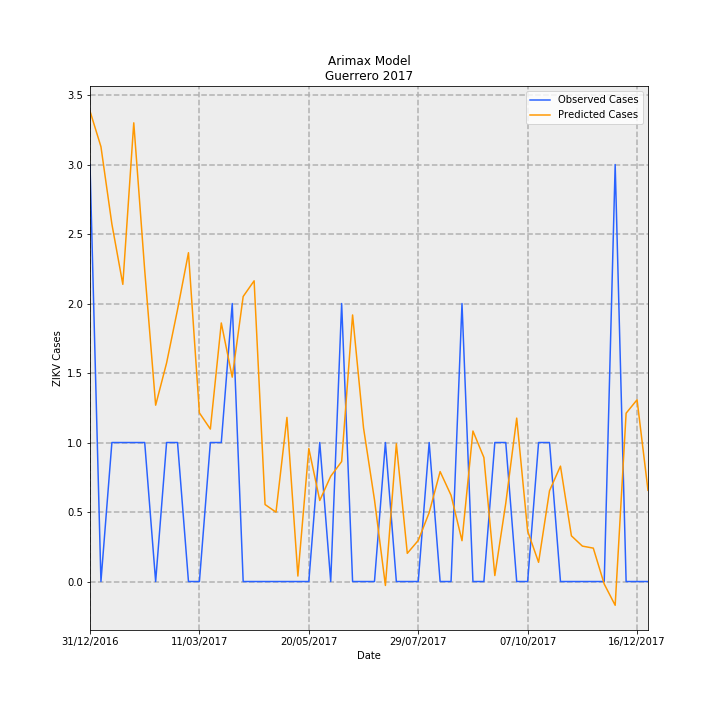 Arimax Model
Guerrero 2017
Observed Cases
Predicted Cases
3.5
3.0
2.5
2.0
1.5
1.0
0.5
0.0
ZIKV Cases
31/12/2016 11/03/2017 20/05/2017 29/07/2017 07/10/2017 16/12/2017
Date